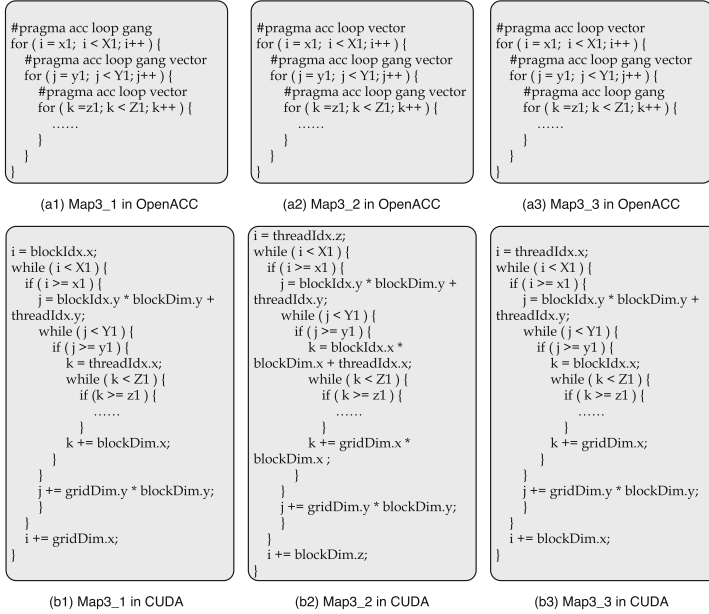 #pragma acc loop gang
for ( i = x1;  i < X1; i++ ) {
#pragma acc loop gang vector
for ( j = y1;  j < Y1; j++ ) {
#pragma acc loop vector
for ( k =z1; k < Z1; k++ ) {
......
}
}
}
(a1) Map3_1 in OpenACC
#pragma acc loop vector
for ( i = x1;  i < X1; i++ ) {
#pragma acc loop gang vector
for ( j = y1;  j < Y1; j++ ) {
#pragma acc loop gang vector
for ( k =z1; k < Z1; k++ ) {
......
}
}
}
(a2) Map3_2 in OpenACC
#pragma acc loop vector
for ( i = x1;  i < X1; i++ ) {
#pragma acc loop gang vector
for ( j = y1;  j < Y1; j++ ) {
#pragma acc loop gang
for ( k =z1; k < Z1; k++ ) {
......
}
}
}
(a3) Map3_3 in OpenACC
i = blockIdx.x;
while ( i < X1 ) {
if ( i >= x1 ) {
j = blockIdx.y * blockDim.y +
threadIdx.y;
while ( j < Y1 ) {
if ( j >= y1 ) {
k = threadIdx.x;
while ( k < Z1 ) {
if (k >= z1 ) {
......
}
k += blockDim.x;
}
}
j += gridDim.y * blockDim.y;
}
}
i += gridDim.x;
}
(b1) Map3_1 in CUDA
i = threadIdx.z;
while ( i < X1 ) {
if ( i >= x1 ) {
j = blockIdx.y * blockDim.y +
threadIdx.y;
while ( j < Y1 ) {
if ( j >= y1 ) {
k = blockIdx.x *
blockDim.x + threadIdx.x;
while ( k < Z1 ) {
if ( k >= z1 ) {
......
}
k += gridDim.x *
blockDim.x ;
}
}
j += gridDim.y * blockDim.y;
}
}
i += blockDim.z;
}
(b2) Map3_2 in CUDA
i = threadIdx.x;
while ( i < X1 ) {
if ( i >= x1 ) {
j = blockIdx.y * blockDim.y +
threadIdx.y;
while ( j < Y1 ) {
if ( j >= y1 ) {
k = blockIdx.x;
while ( k < Z1 ) {
if ( k >= z1 ) {
......
}
k += gridDim.x;
}
}
j += gridDim.y * blockDim.y;
}
}
i += blockDim.x;
}
(b3) Map3_3 in CUDA